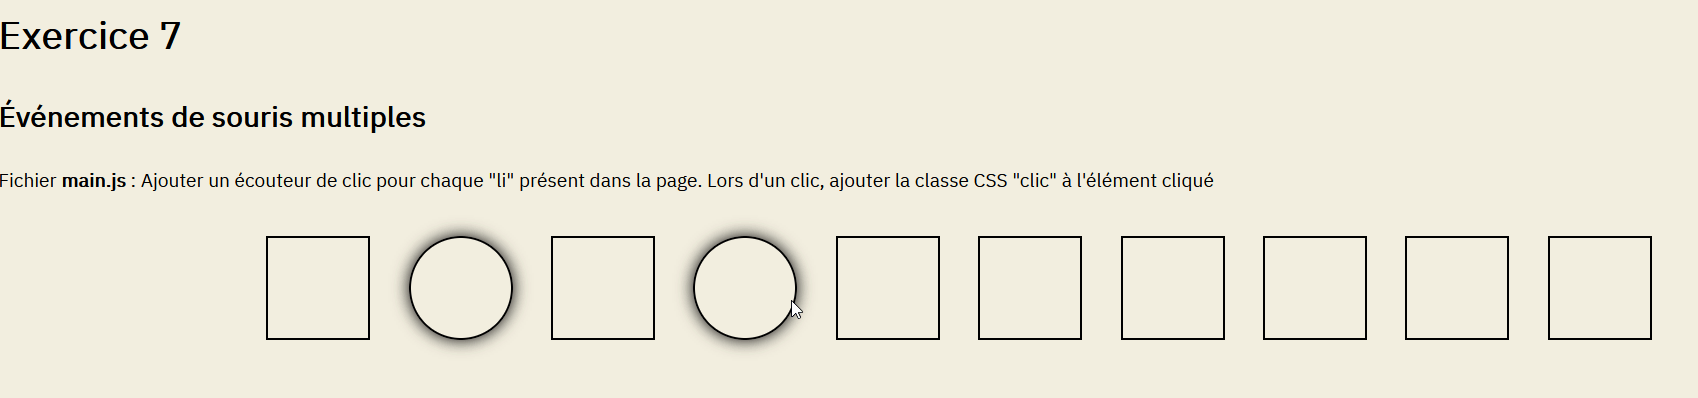 Exercice 7
Événements de souris multiples
Fichier main.js : Ajouter un écouteur de clic pour chaque "li" présent dans la page. Lors d'un clic, ajouter la classe CSS "clic" à l'élément cliqué